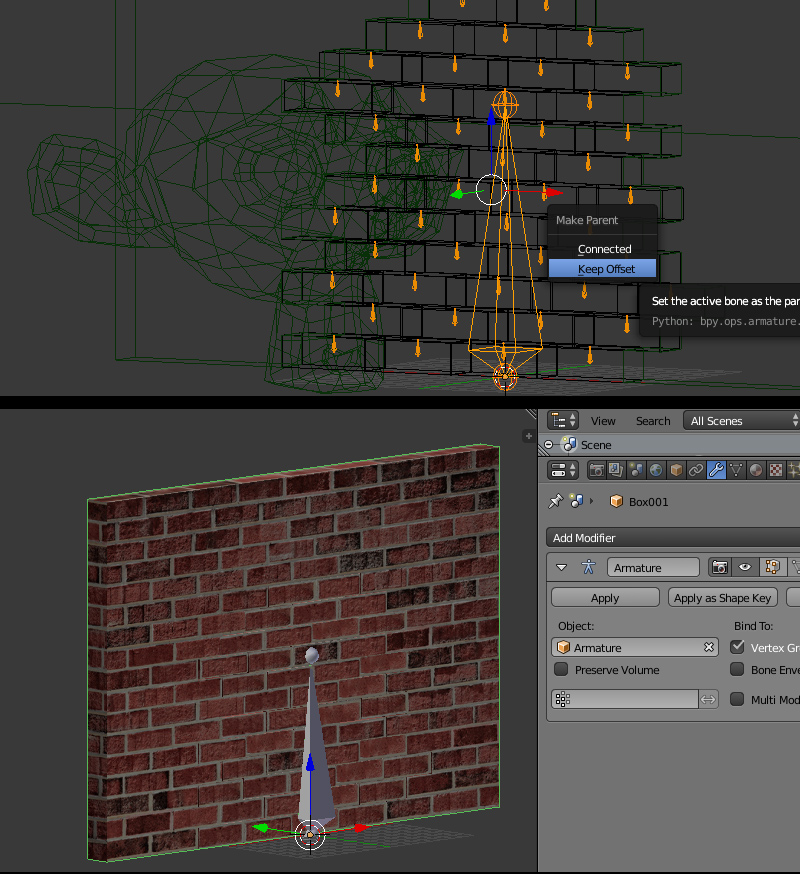 Make Parent
Connected
Keep Offset
Set the active bone as the par
Python: bpy.ops.armature.
View Search All Scenes
Scene
Box001
Add Modifier
Armature
Apply Apply as Shape Key
Object: Bind To:
Armature Vertex Gr
Preserve Volume Bone Enve
Multi Mod